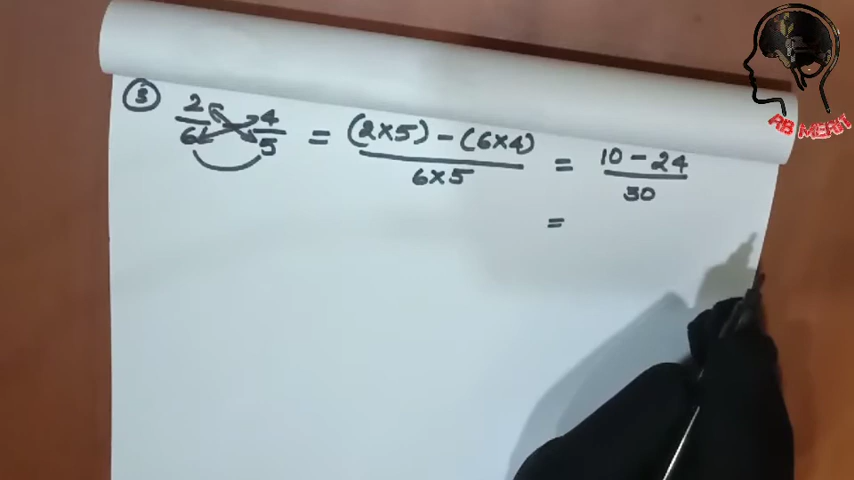 ③ 2/6 - 4/5 = (2×5) - (6×4) / 6×5 = 10 - 24 / 30
=
RB MERIT